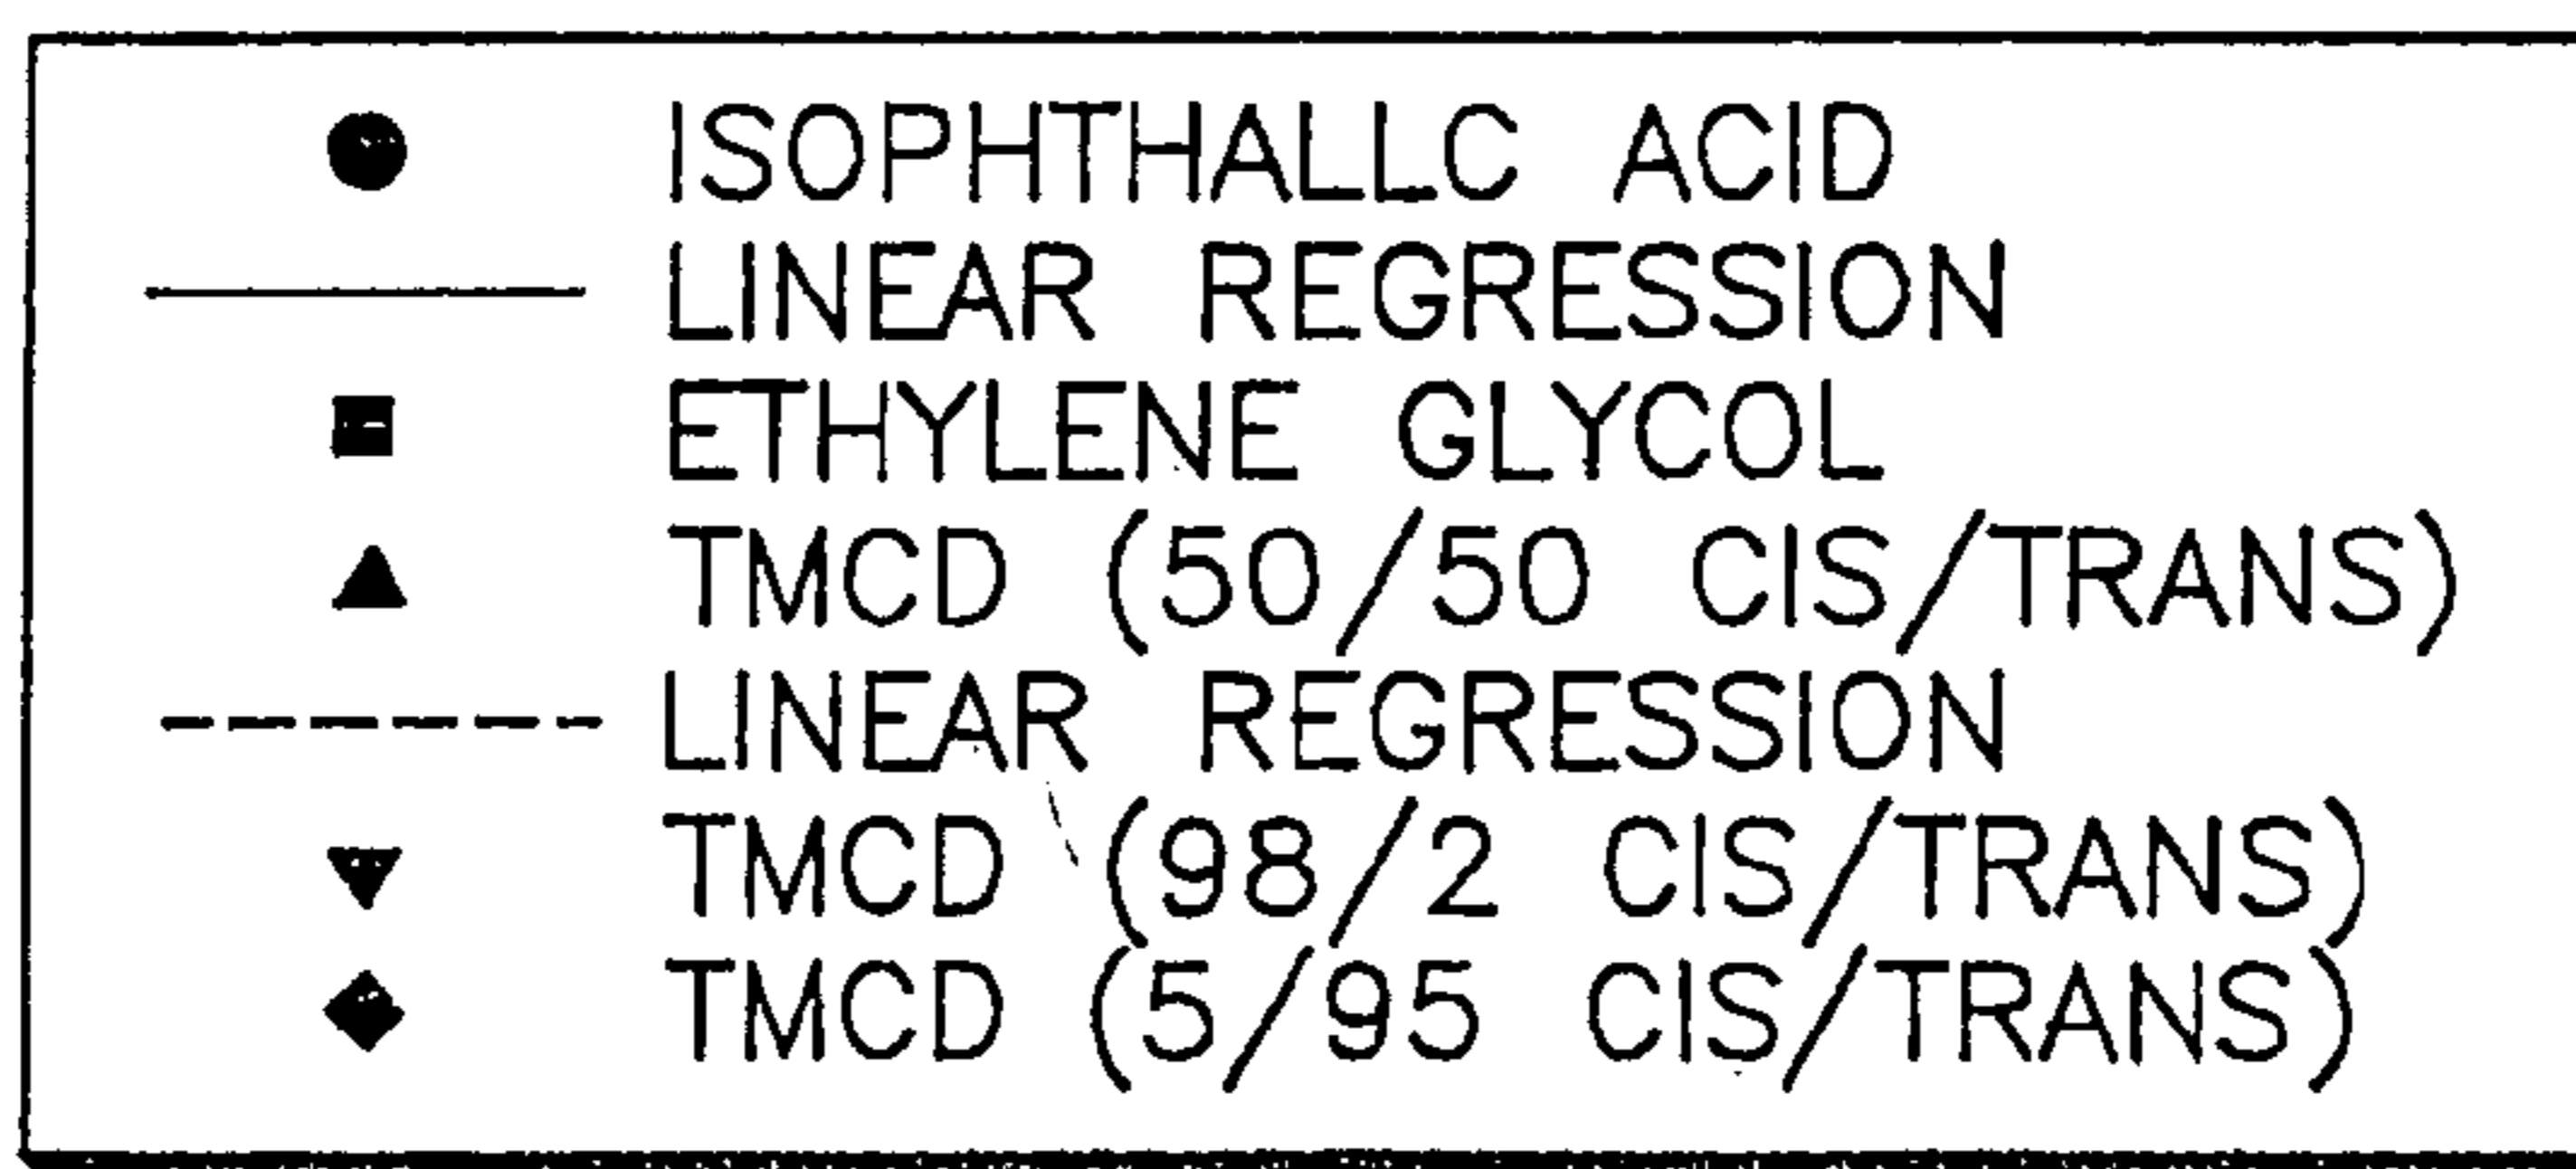 ISOPHTHALLC ACID
LINEAR REGRESSION
ETHYLENE GLYCOL
TMCD (50/50 CIS/TRANS)
LINEAR REGRESSION
TMCD (98/2 CIS/TRANS)
TMCD (5/95 CIS/TRANS)